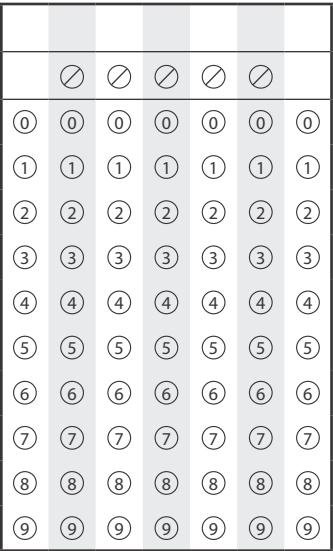 ⊘ ⊘ ⊘ ⊘ ⊘
0 0 0 0 0 0 0
1 1 1 1 1 1 1
2 2 2 2 2 2 2
3 3 3 3 3 3 3
4 4 4 4 4 4 4
5 5 5 5 5 5 5
6 6 6 6 6 6 6
7 7 7 7 7 7 7
8 8 8 8 8 8 8
9 9 9 9 9 9 9